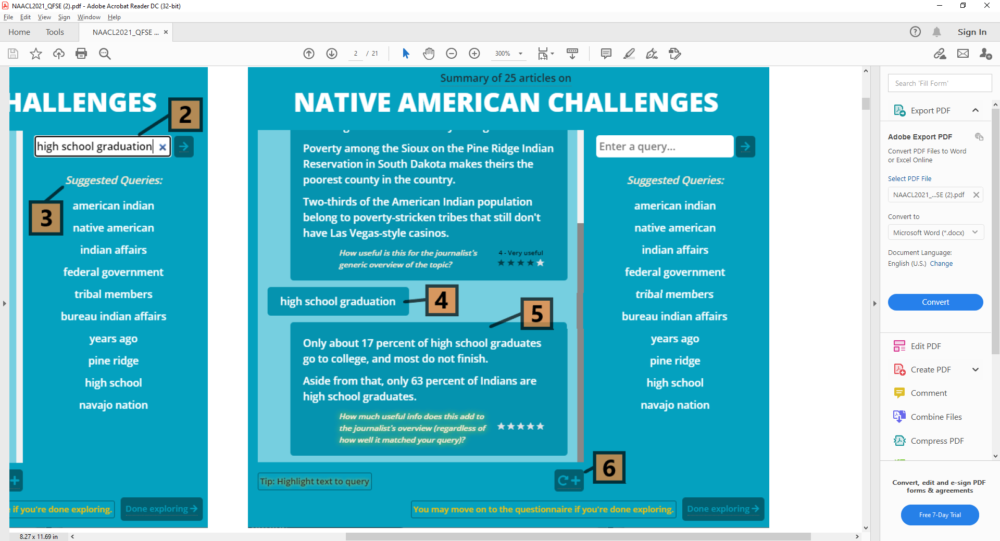 NAACL2021_QFSE (2).pdf - Adobe Acrobat Reader DC (32-bit)
File Edit View Sign Window Help
Home Tools NAACL2021_QFSE ... × Sign In
2 / 21 300%
HALLENGES
2
high school graduation
Suggested Queries:
3
american indian
native american
indian affairs
federal government
tribal members
bureau indian affairs
years ago
pine ridge
high school
navajo nation
if you're done exploring.
Done exploring
Summary of 25 articles on
NATIVE AMERICAN CHALLENGES
Poverty among the Sioux on the Pine Ridge Indian
Reservation in South Dakota makes theirs the
poorest county in the country.
Two-thirds of the American Indian population
belong to poverty-stricken tribes that still don't
have Las Vegas-style casinos.
How useful is this for the journalist's
generic overview of the topic?
4 - Very useful
high school graduation
4
5
Only about 17 percent of high school graduates
go to college, and most do not finish.
Aside from that, only 63 percent of Indians are
high school graduates.
How much useful info does this add to
the journalist's overview (regardless of
how well it matched your query)?
Enter a query...
Suggested Queries:
american indian
native american
indian affairs
federal government
tribal members
bureau indian affairs
years ago
pine ridge
high school
navajo nation
6
Tip: Highlight text to query
You may move on to the questionnaire if you're done exploring.
Done exploring
8.27 x 11.69 in
Search 'Fill Form'
Export PDF
Adobe Export PDF
Convert PDF Files to Word
or Excel Online
Select PDF File
NAACL2021_...SE (2).pdf
Convert to
Microsoft Word (*.docx)
Document Language:
English (U.S.) Change
Convert
Edit PDF
Create PDF
Comment
Combine Files
Compress PDF
Convert, edit and e-sign PDF
forms & agreements
Free 7-Day Trial